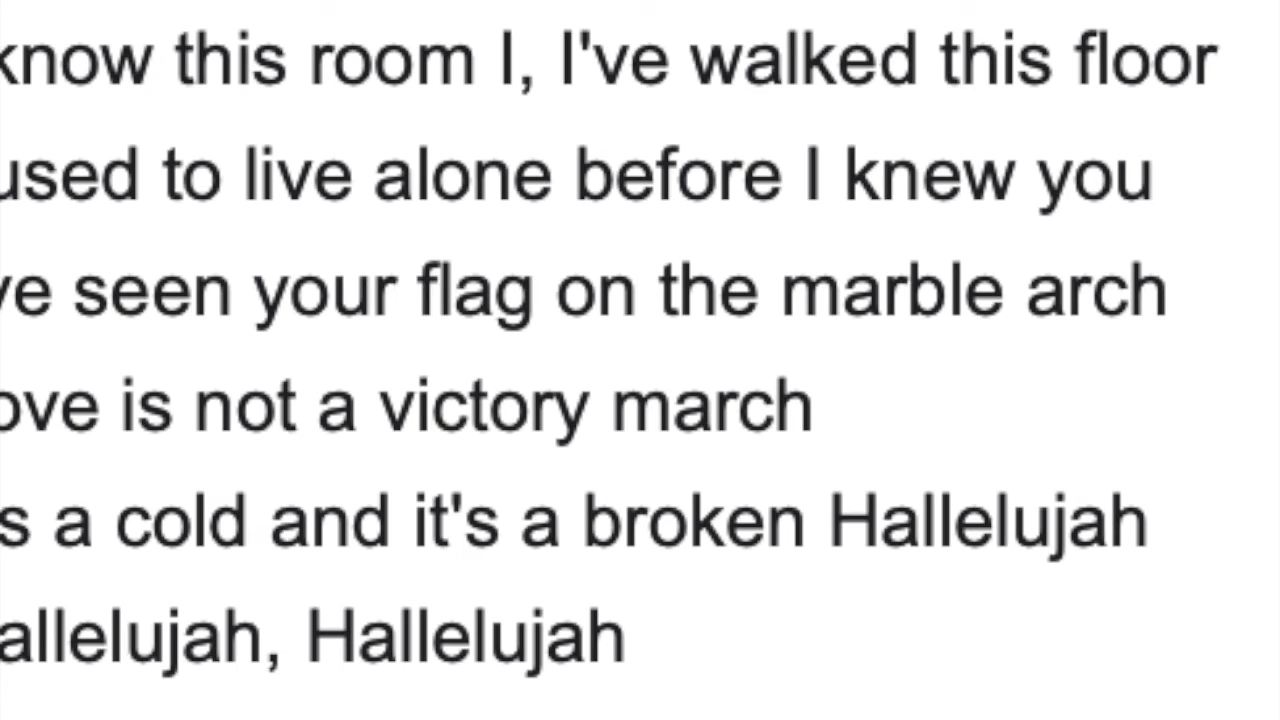 know this room I, I've walked this floor
used to live alone before I knew you
ve seen your flag on the marble arch
ove is not a victory march
s a cold and it's a broken Hallelujah
allelujah, Hallelujah